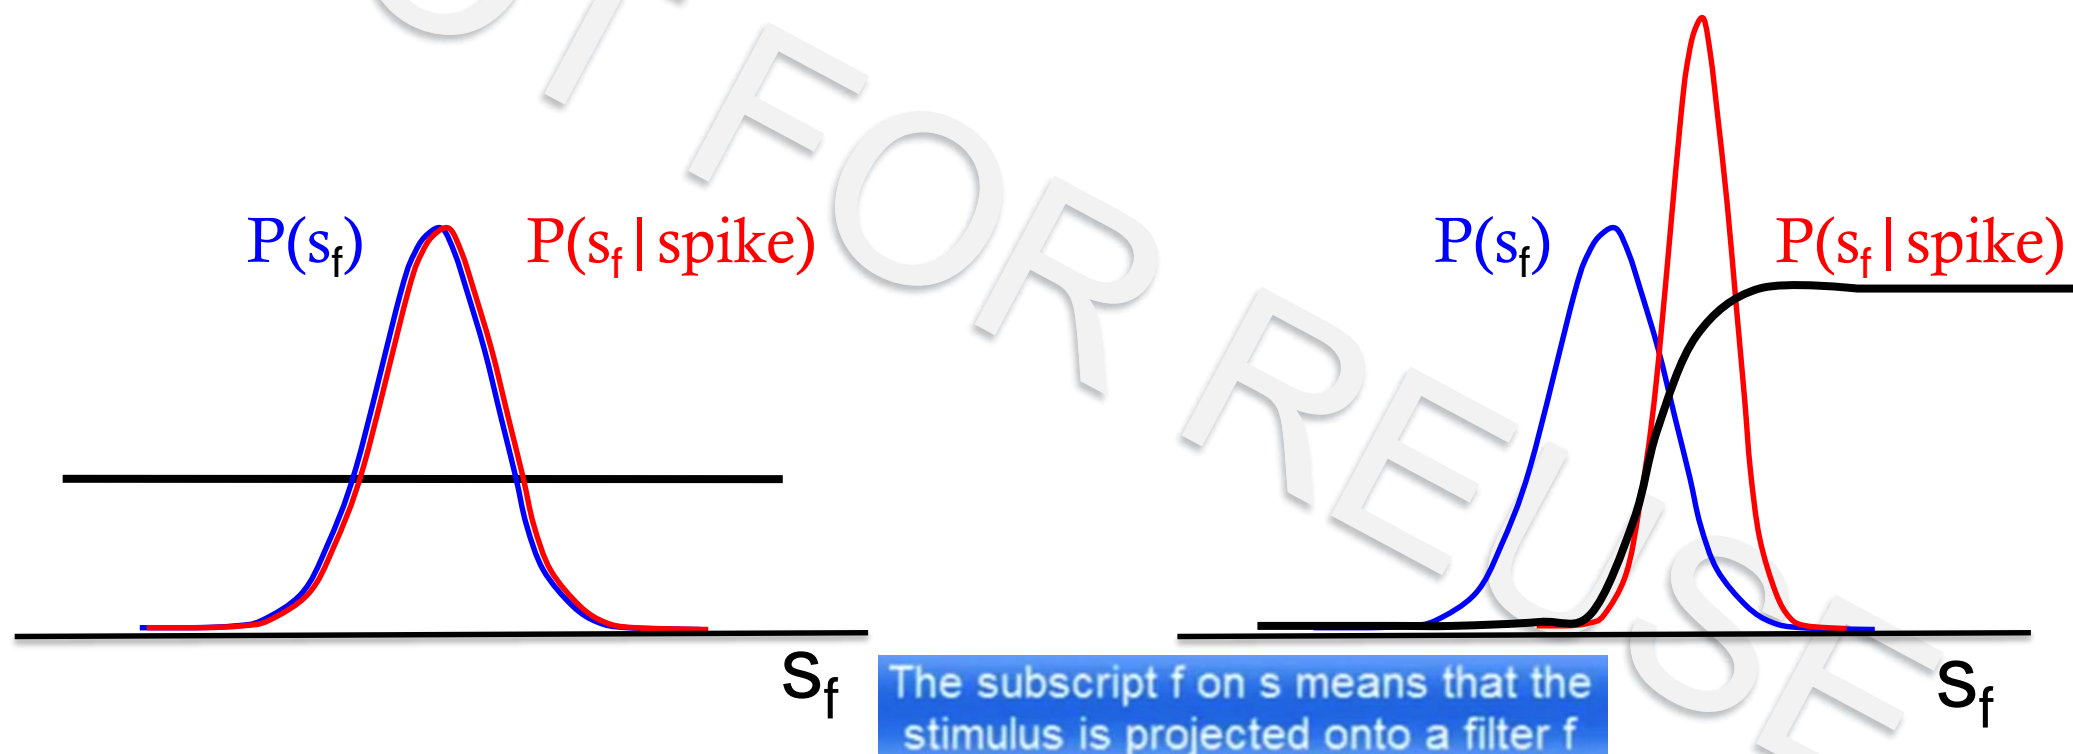 OT FOR REUSE
P(sf)
P(sf | spike)
P(sf)
P(sf | spike)
sf
sf
The subscript f on s means that the
stimulus is projected onto a filter f